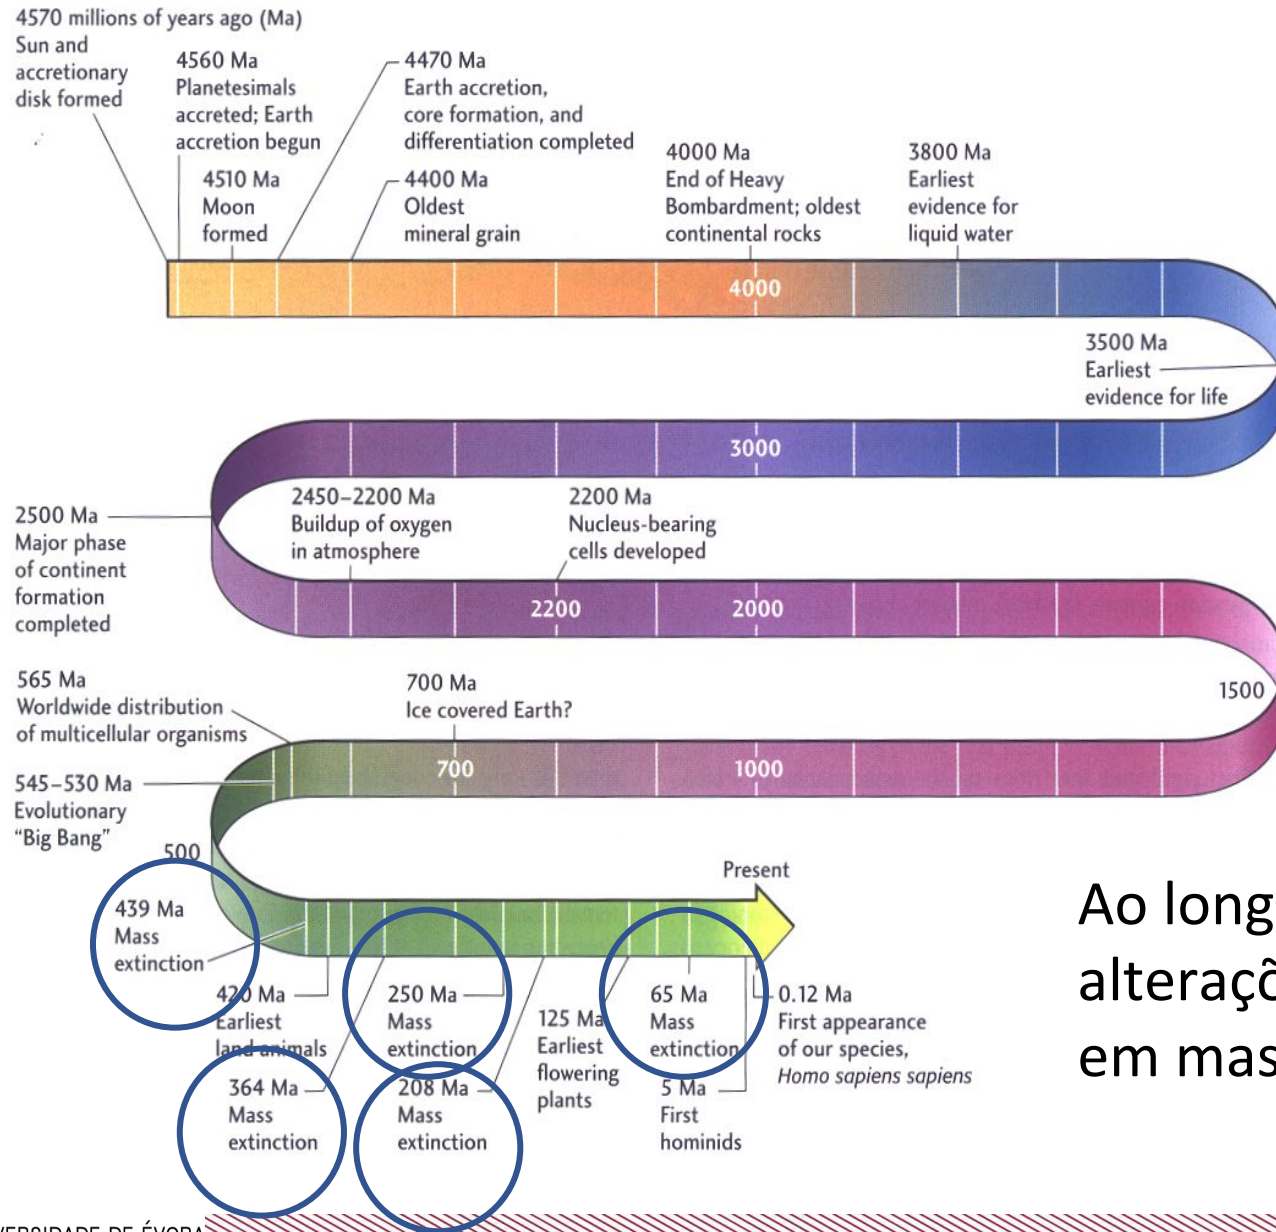 4570 millions of years ago (Ma)
Sun and
accretionary
disk formed
4560 Ma
Planetesimals
accreted; Earth
accretion begun
4510 Ma
Moon
formed
4470 Ma
Earth accretion,
core formation, and
differentiation completed
4400 Ma
Oldest
mineral grain
4000 Ma
End of Heavy
Bombardment; oldest
continental rocks
3800 Ma
Earliest
evidence for
liquid water
4000
3500 Ma
Earliest
evidence for life
3000
2500 Ma
Major phase
of continent
formation
completed
2450–2200 Ma
Buildup of oxygen
in atmosphere
2200 Ma
Nucleus-bearing
cells developed
2200
2000
1500
565 Ma
Worldwide distribution
of multicellular organisms
700 Ma
Ice covered Earth?
700
1000
545–530 Ma
Evolutionary
“Big Bang”
500
Present
439 Ma
Mass
extinction
420 Ma
Earliest
land animals
364 Ma
Mass
extinction
250 Ma
Mass
extinction
208 Ma
Mass
extinction
125 Ma
Earliest
flowering
plants
65 Ma
Mass
extinction
5 Ma
First
hominids
0.12 Ma
First appearance
of our species,
Homo sapiens sapiens
Ao long
alteraçõ
em mas
VERSIDADE DE ÉVORA